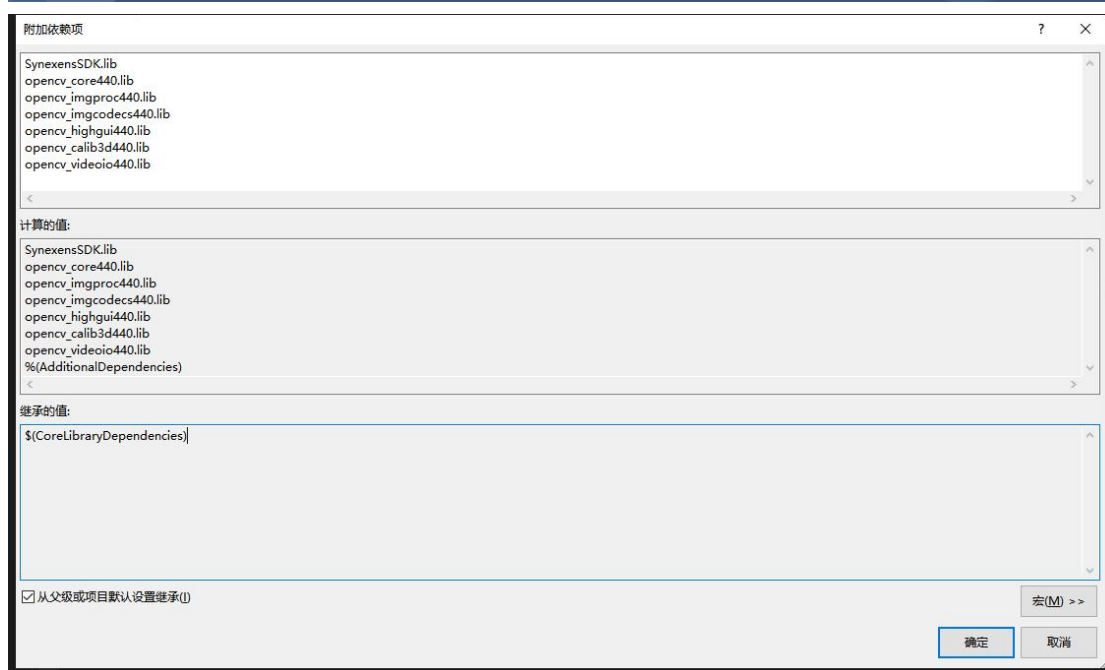 附加依赖项
?
×
SynexensSDK.lib
opencv_core440.lib
opencv_imgproc440.lib
opencv_imgcodecs440.lib
opencv_highgui440.lib
opencv_calib3d440.lib
opencv_videoio440.lib
计算的值:
SynexensSDK.lib
opencv_core440.lib
opencv_imgproc440.lib
opencv_imgcodecs440.lib
opencv_highgui440.lib
opencv_calib3d440.lib
opencv_videoio440.lib
%(AdditionalDependencies)
继承的值:
$(CoreLibraryDependencies)
从父级或项目默认设置继承(I)
宏(M) >>
确定
取消